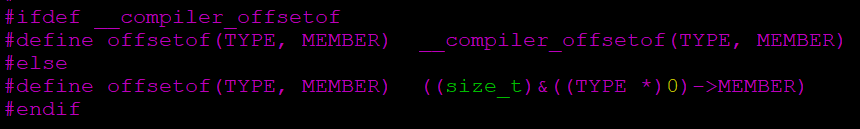 #ifdef __compiler_offsetof
#define offsetof(TYPE, MEMBER)  __compiler_offsetof(TYPE, MEMBER)
#else
#define offsetof(TYPE, MEMBER)  ((size_t)&((TYPE *)0)->MEMBER)
#endif